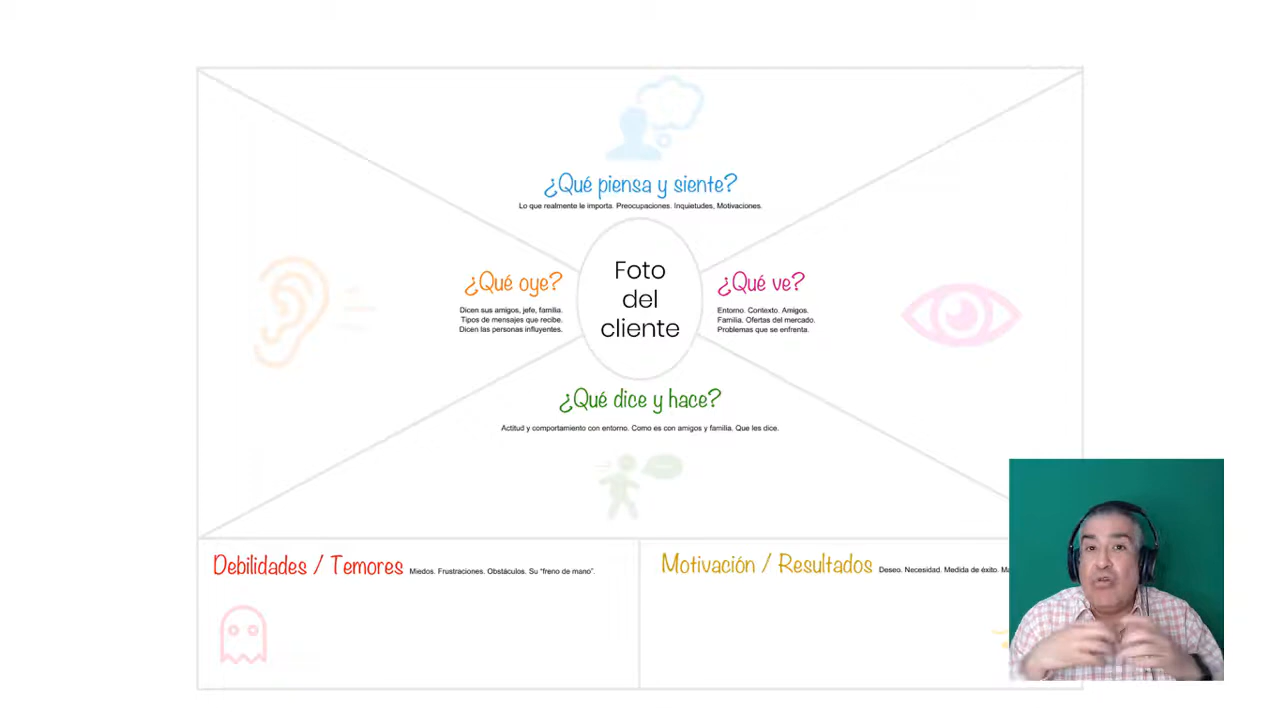 ¿Qué piensa y siente?
Lo que realmente le importa. Preocupaciones. Inquietudes, Motivaciones.
¿Qué oye?
Dicen sus amigos, jefe, familia.
Tipos de mensajes que recibe.
Dicen las personas influyentes.
Foto
del
cliente
¿Qué ve?
Entorno. Contexto. Amigos.
Familia. Ofertas del mercado.
Problemas que se enfrenta.
¿Qué dice y hace?
Actitud y comportamiento con entorno. Como es con amigos y familia. Que les dice.
Debilidades / Temores Miedos. Frustraciones. Obstáculos. Su “freno de mano”.
Motivación / Resultados Deseo. Necesidad. Medida de éxito.